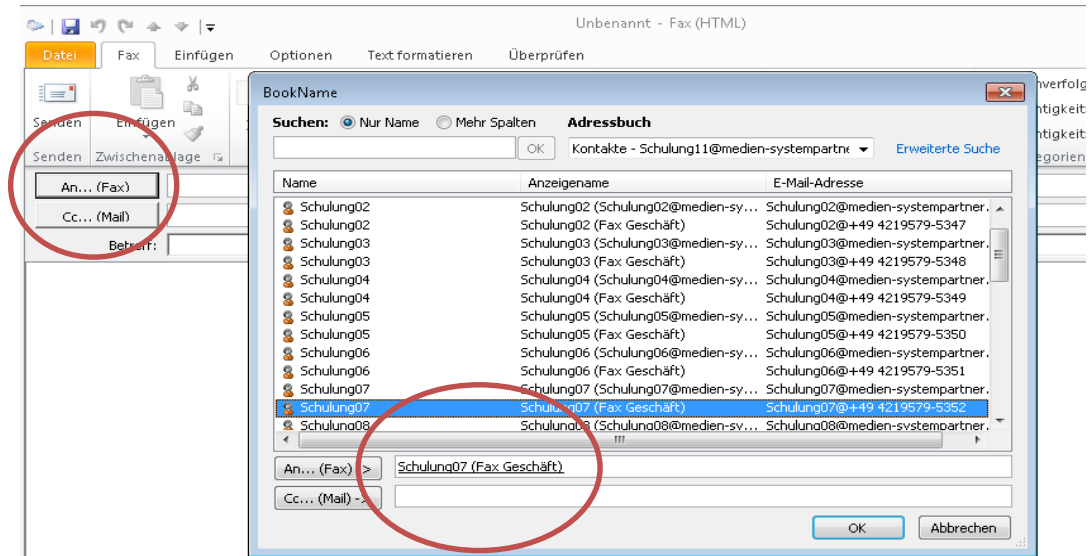 Unbenannt - Fax (HTML)
Datei Fax Einfügen Optionen Text formatieren Überprüfen
Senden Einfügen
Senden Zwischenablage
An... (Fax)
Cc... (Mail)
Betreff:
BookName
Suchen: Nur Name Mehr Spalten Adressbuch
OK Kontakte - Schulung11@medien-systempartne Erweiterte Suche
Name Anzeigename E-Mail-Adresse
Schulung02 Schulung02 (Schulung02@medien-sy... Schulung02@medien-systempartner.
Schulung02 Schulung02 (Fax Geschäft) Schulung02@+49 4219579-5347
Schulung03 Schulung03 (Schulung03@medien-sy... Schulung03@medien-systempartner.
Schulung03 Schulung03 (Fax Geschäft) Schulung03@+49 4219579-5348
Schulung04 Schulung04 (Schulung04@medien-sy... Schulung04@medien-systempartner.
Schulung04 Schulung04 (Fax Geschäft) Schulung04@+49 4219579-5349
Schulung05 Schulung05 (Schulung05@medien-sy... Schulung05@medien-systempartner.
Schulung05 Schulung05 (Fax Geschäft) Schulung05@+49 4219579-5350
Schulung06 Schulung06 (Schulung06@medien-sy... Schulung06@medien-systempartner.
Schulung06 Schulung06 (Fax Geschäft) Schulung06@+49 4219579-5351
Schulung07 Schulung07 (Schulung07@medien-sy... Schulung07@medien-systempartner.
Schulung07 Schulung07 (Fax Geschäft) Schulung07@+49 4219579-5352
Schulung08 Schulung08 (Schulung08@medien-sy... Schulung08@medien-systempartner.
An... (Fax) -> Schulung07 (Fax Geschäft)
Cc... (Mail) ->
OK Abbrechen